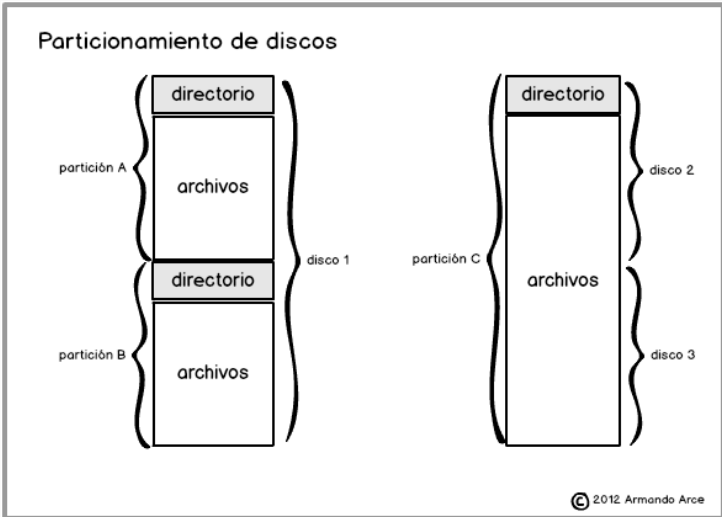 Particionamiento de discos
directorio
partición A
archivos
disco 1
directorio
partición B
archivos
directorio
disco 2
partición C
archivos
disco 3
© 2012 Armando Arce